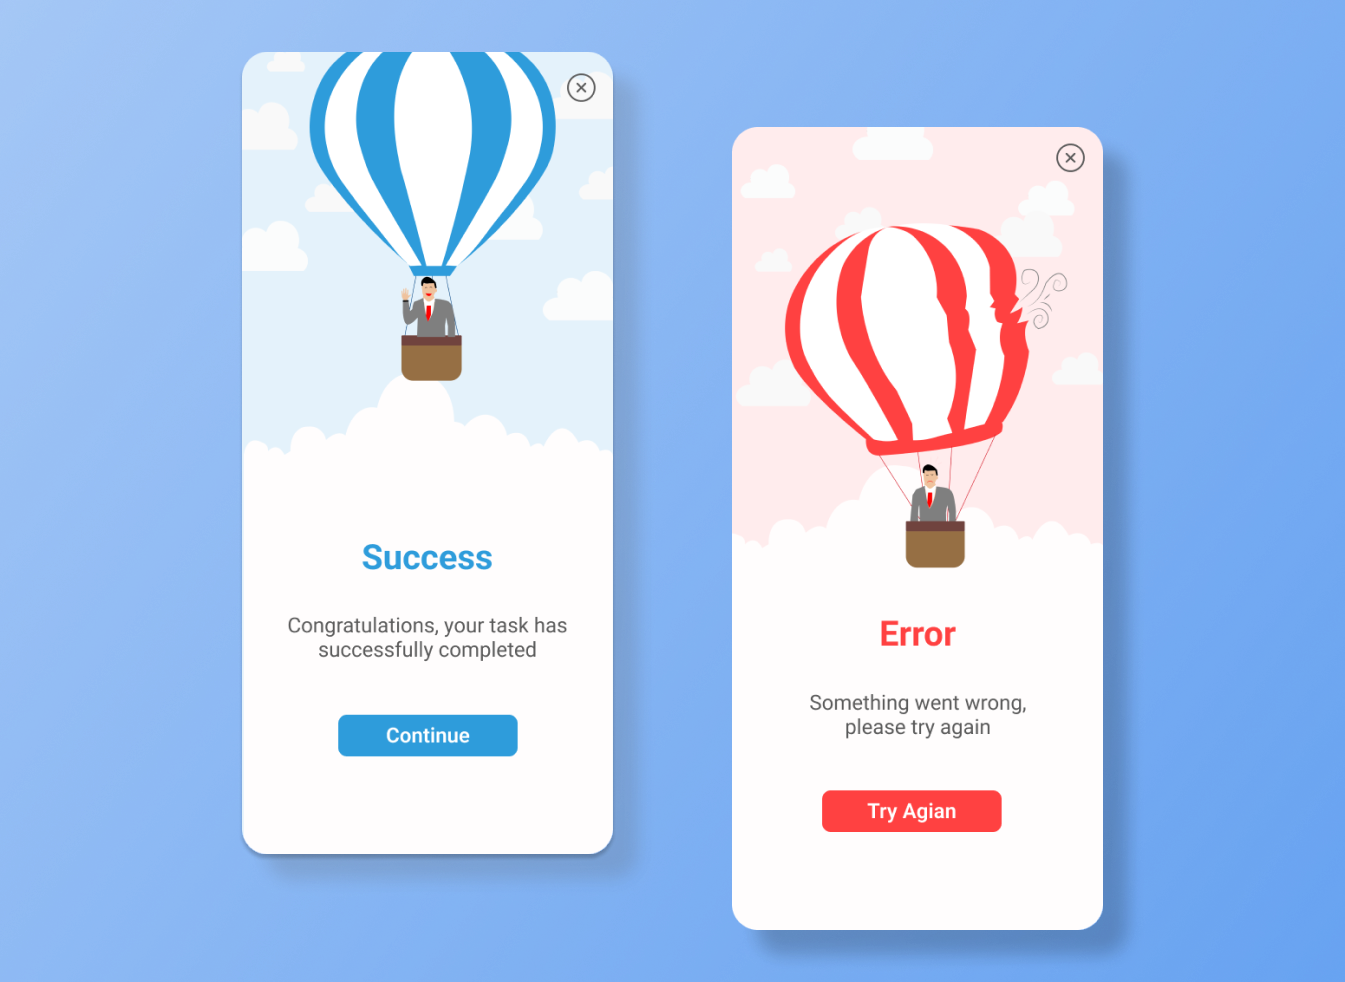 Success
Congratulations, your task has
successfully completed
Continue
Error
Something went wrong,
please try again
Try Agian